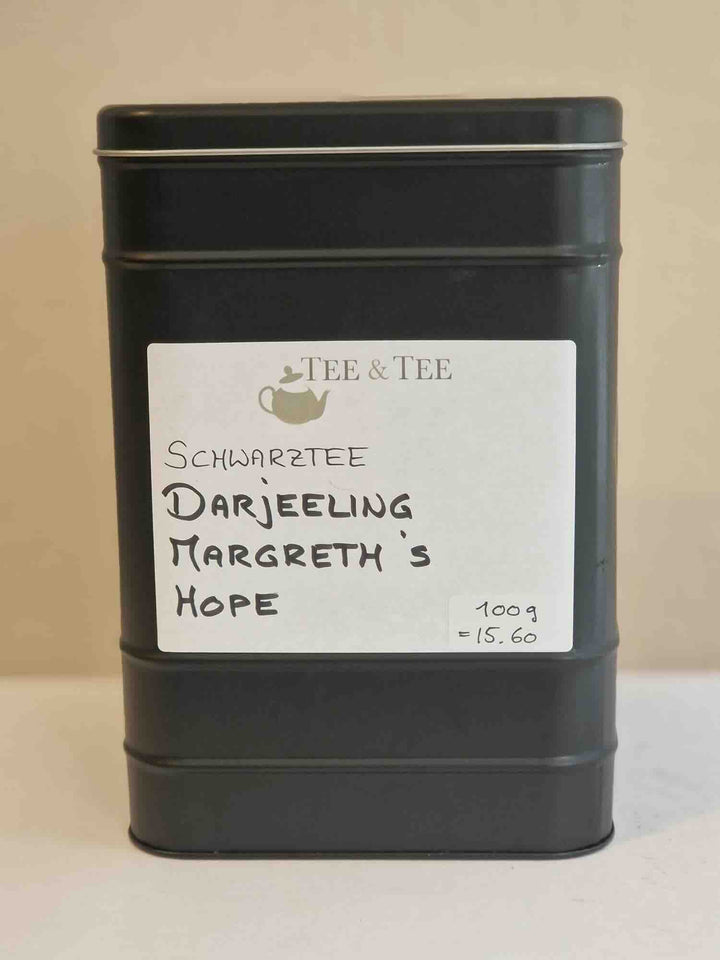 TEE & TEE
SCHWARZTEE
DARjEELING
MARGRETH 's
HOPE
100g
=15.60